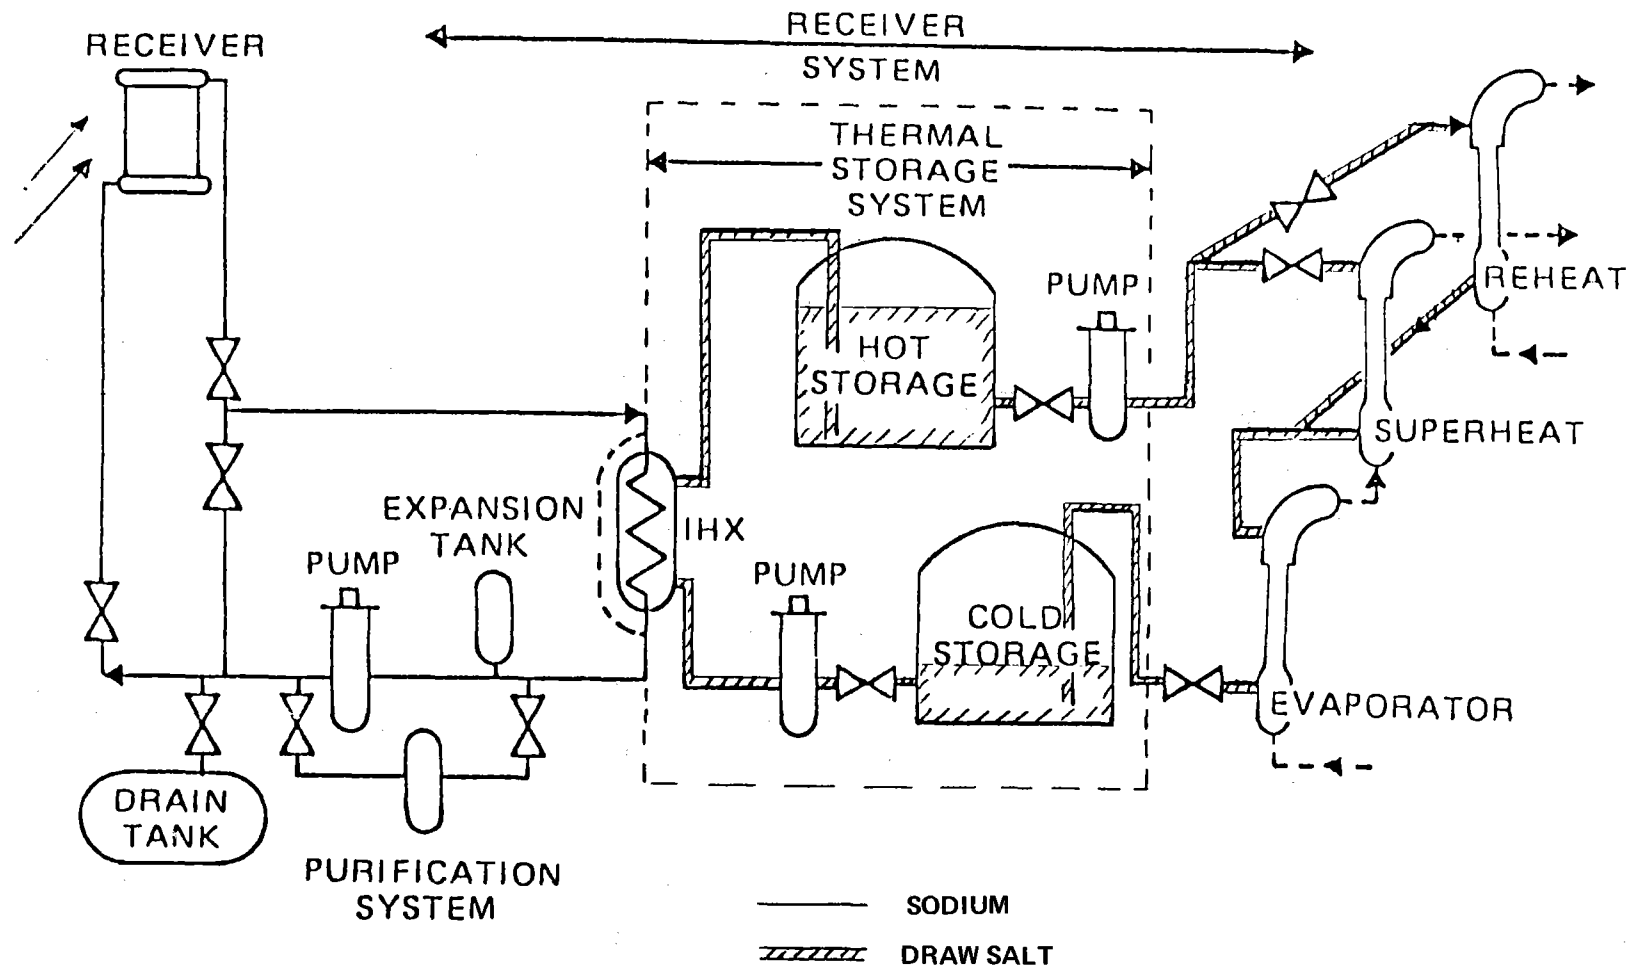 RECEIVER
SYSTEM
RECEIVER
THERMAL
STORAGE
SYSTEM
PUMP
REHEAT
HOT
STORAGE
SUPERHEAT
EXPANSION
TANK
IHX
PUMP
PUMP
COLD
STORAGE
EVAPORATOR
DRAIN
TANK
PURIFICATION
SYSTEM
SODIUM
DRAW SALT